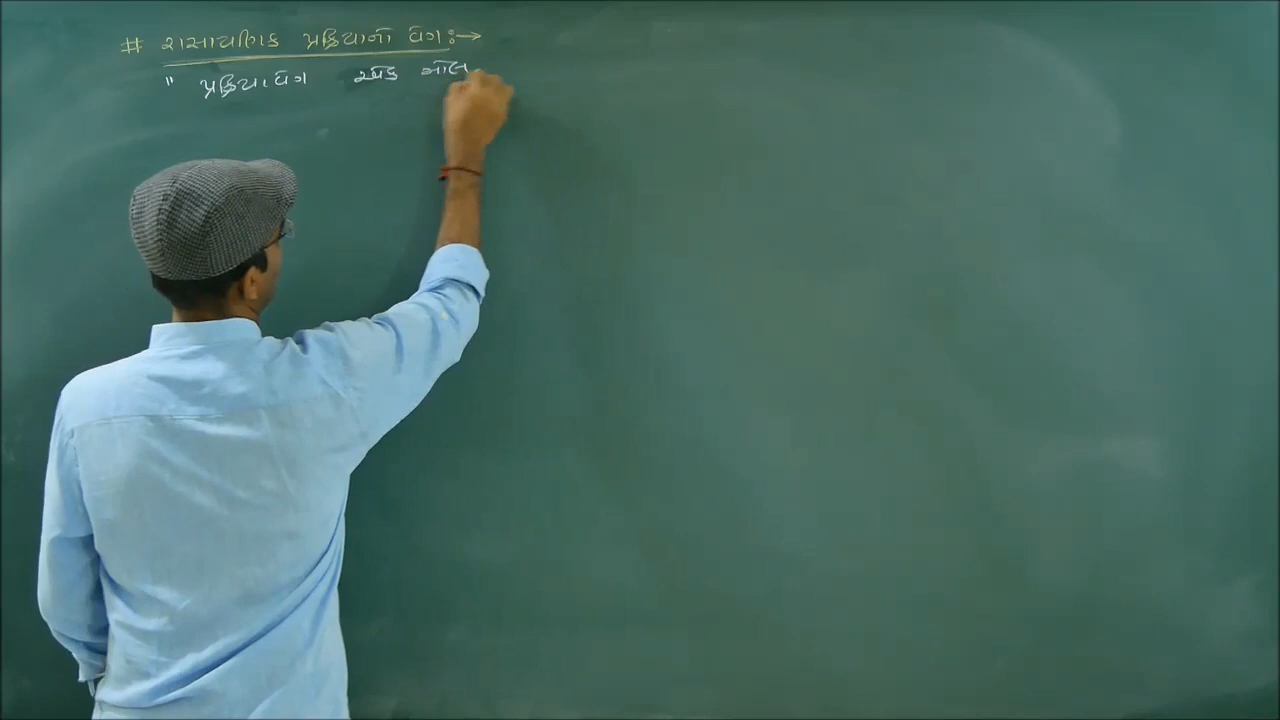 # રાસાયણિક પ્રક્રિયાનો વેગ :→
" પ્રક્રિયાવેગ એક મોલ